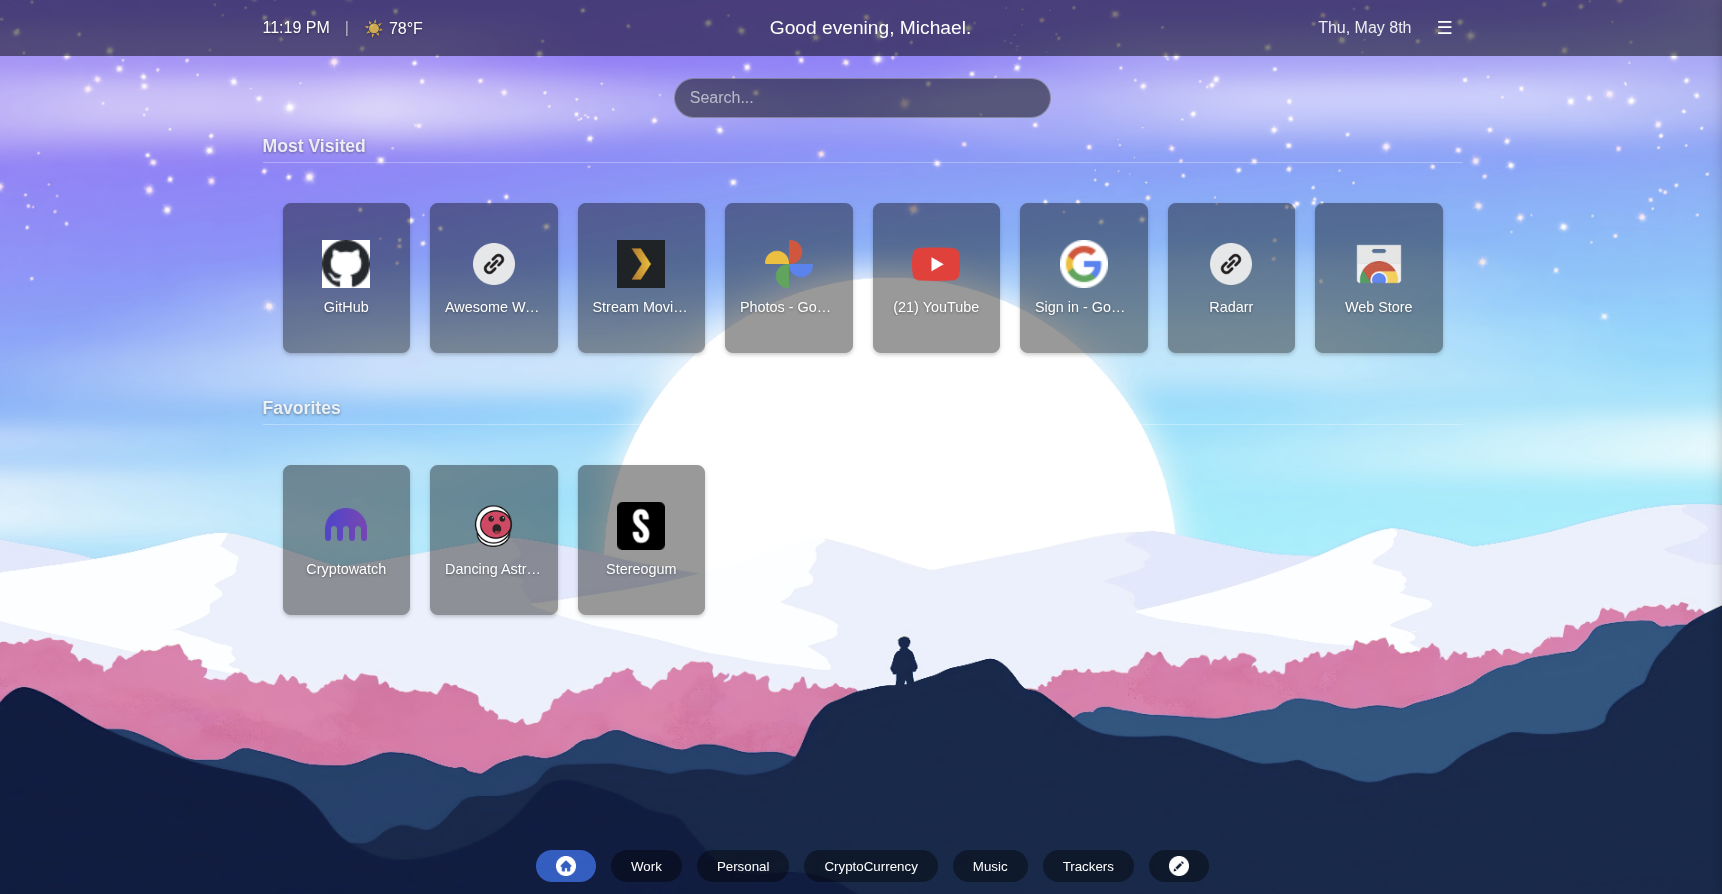 11:19 PM | 78°F Good evening, Michael. Thu, May 8th
Search...
Most Visited
GitHub Awesome W... Stream Movi... Photos - Go... (21) YouTube Sign in - Go... Radarr Web Store
Favorites
Cryptowatch Dancing Astr... Stereogum
Work Personal CryptoCurrency Music Trackers